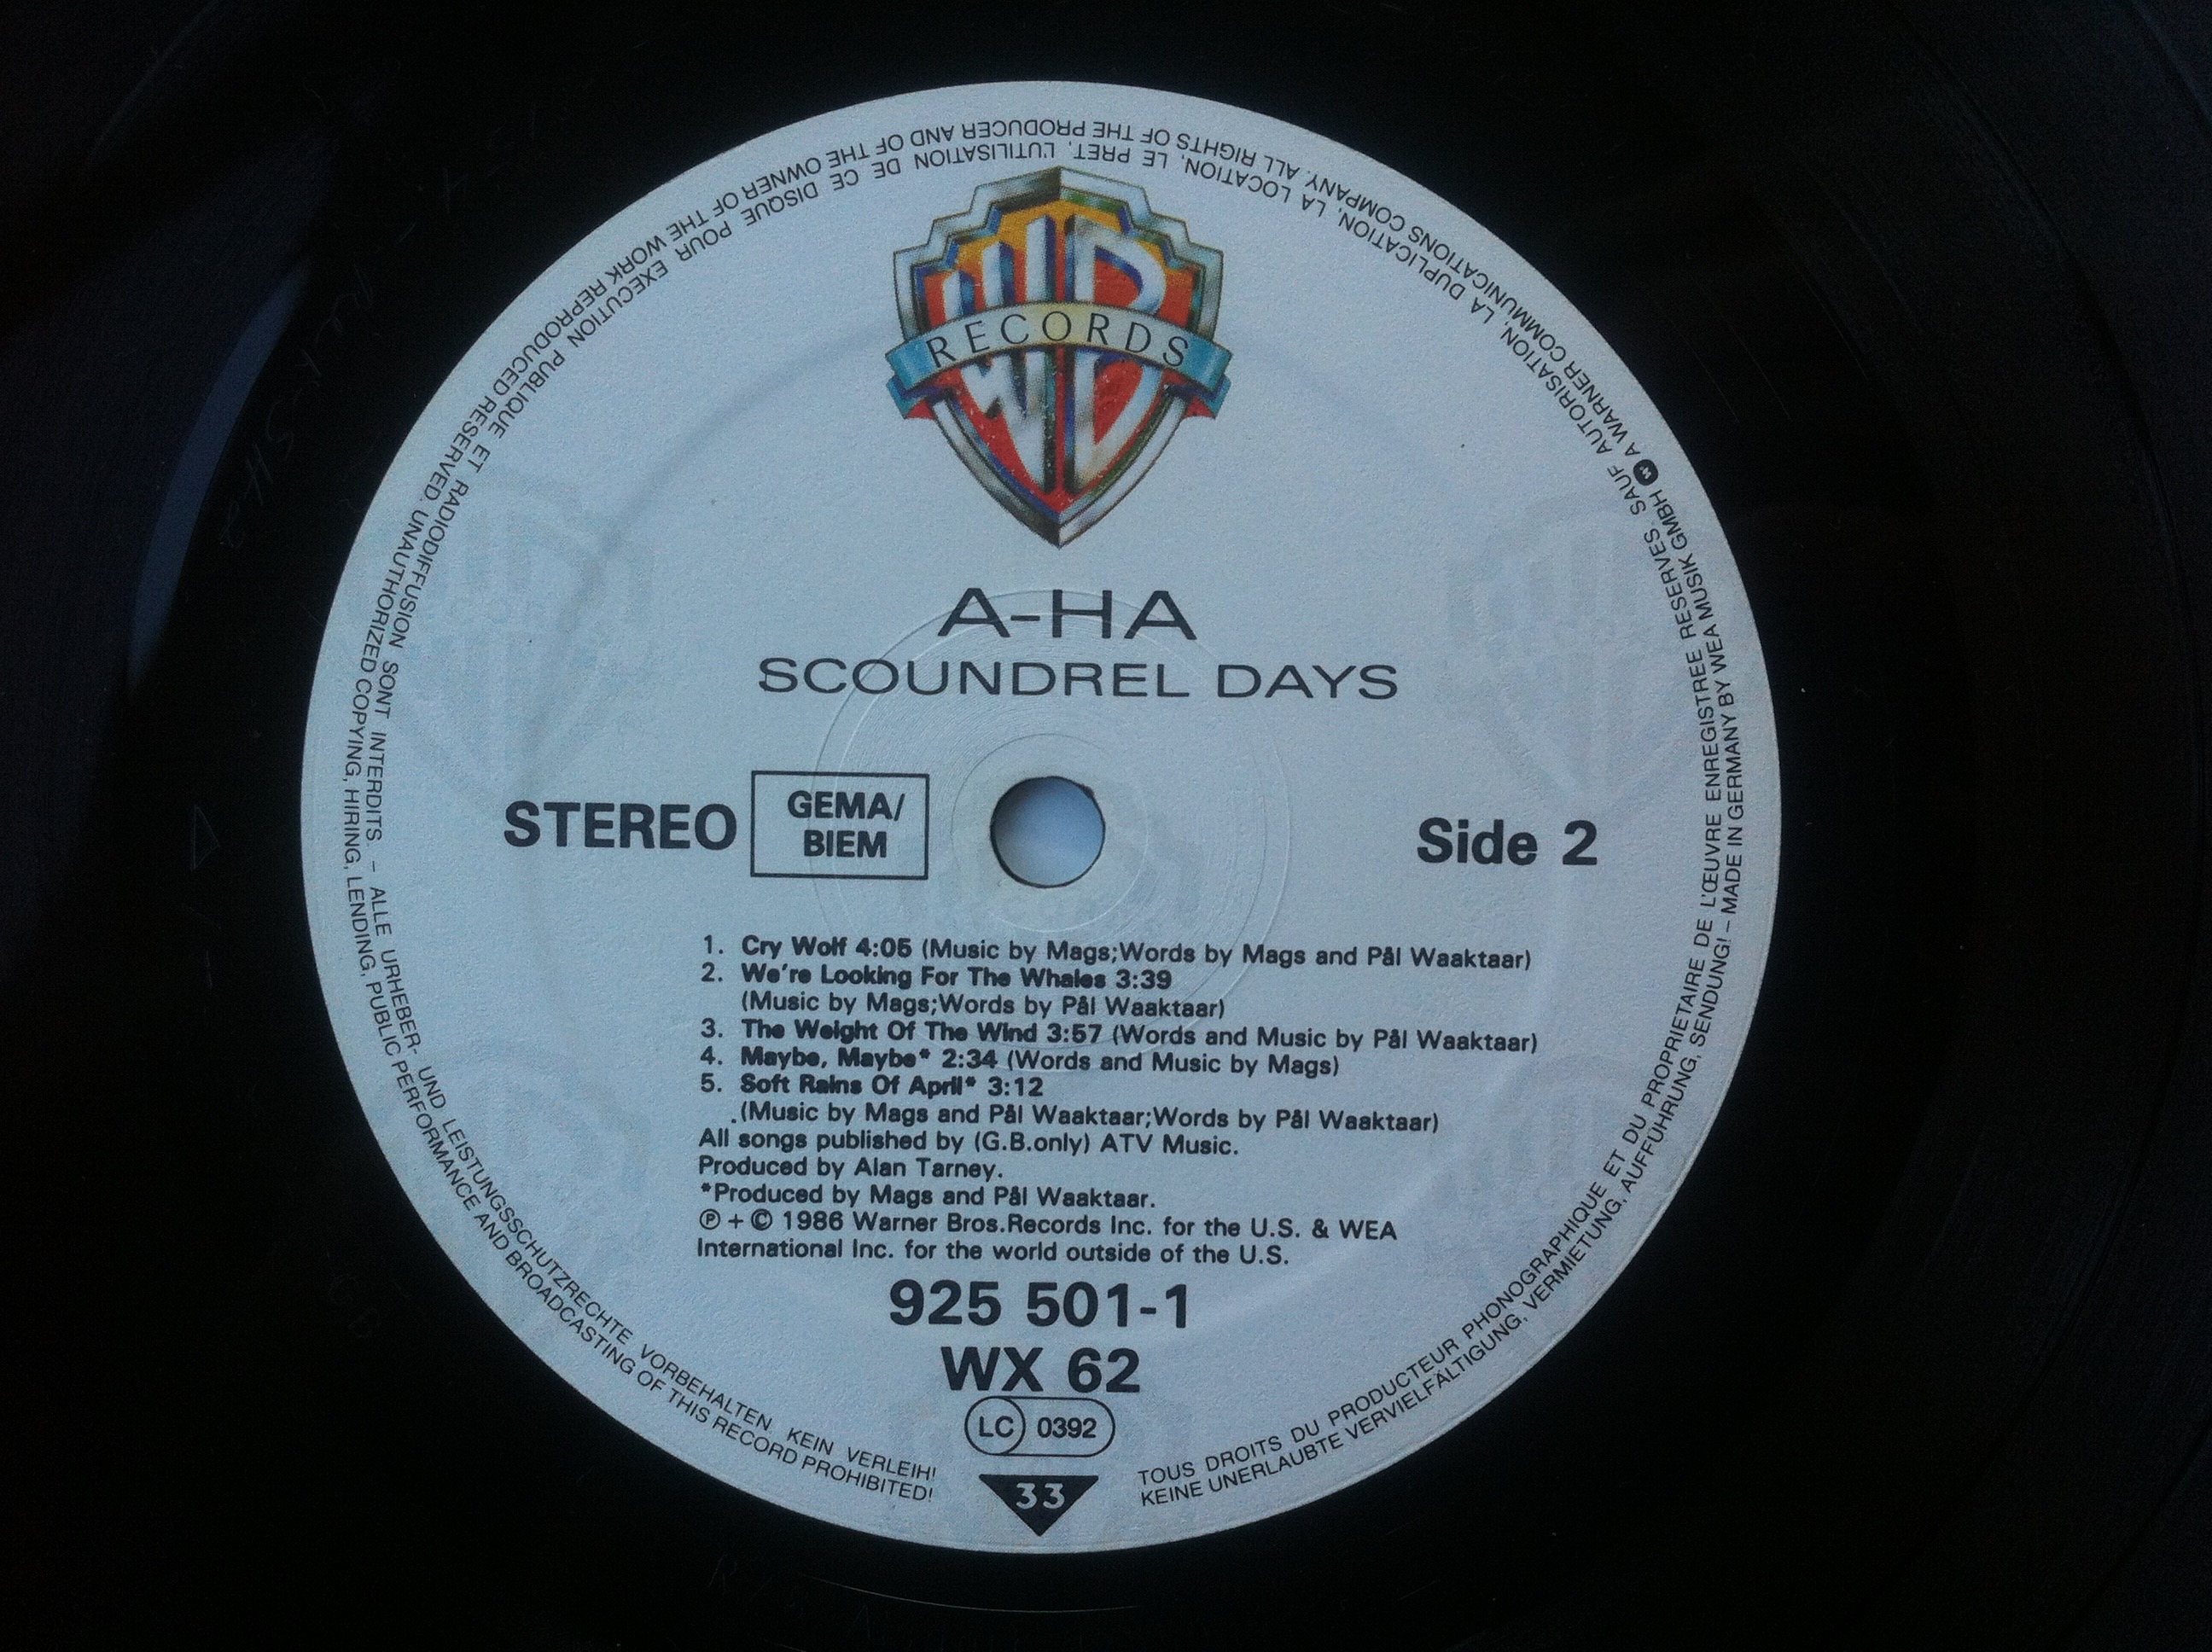 WB
RECORDS
A-HA
SCOUNDREL DAYS
STEREO
GEMA/
BIEM
Side 2
1. Cry Wolf 4:05 (Music by Mags;Words by Mags and Pål Waaktaar)
2. We're Looking For The Whales 3:39
(Music by Mags;Words by Pål Waaktaar)
3. The Weight Of The Wind 3:57 (Words and Music by Pål Waaktaar)
4. Maybe, Maybe* 2:34 (Words and Music by Mags)
5. Soft Rains Of April* 3:12
.(Music by Mags and Pål Waaktaar;Words by Pål Waaktaar)
All songs published by (G.B.only) ATV Music.
Produced by Alan Tarney.
*Produced by Mags and Pål Waaktaar.
℗ + © 1986 Warner Bros.Records Inc. for the U.S. & WEA
International Inc. for the world outside of the U.S.
925 501-1
WX 62
LC 0392
33
TOUS DROITS DU PRODUCTEUR PHONOGRAPHIQUE ET DU PROPRIETAIRE DE L'ŒUVRE ENREGISTREE RESERVES. SAUF AUTORISATION, LA DUPLICATION, LA LOCATION, LE PRET, L'UTILISATION DE CE DISQUE POUR EXECUTION PUBLIQUE ET RADIODIFFUSION SONT INTERDITS. – ALLE URHEBER- UND LEISTUNGSSCHUTZRECHTE VORBEHALTEN. KEIN VERLEIH!
KEINE UNERLAUBTE VERVIELFÄLTIGUNG, VERMIETUNG, AUFFÜHRUNG, SENDUNG! – MADE IN GERMANY BY WEA MUSIK GMBH A WARNER COMMUNICATIONS COMPANY. ALL RIGHTS OF THE PRODUCER AND OF THE OWNER OF THE WORK REPRODUCED RESERVED. UNAUTHORIZED COPYING, HIRING, LENDING, PUBLIC PERFORMANCE AND BROADCASTING OF THIS RECORD PROHIBITED!